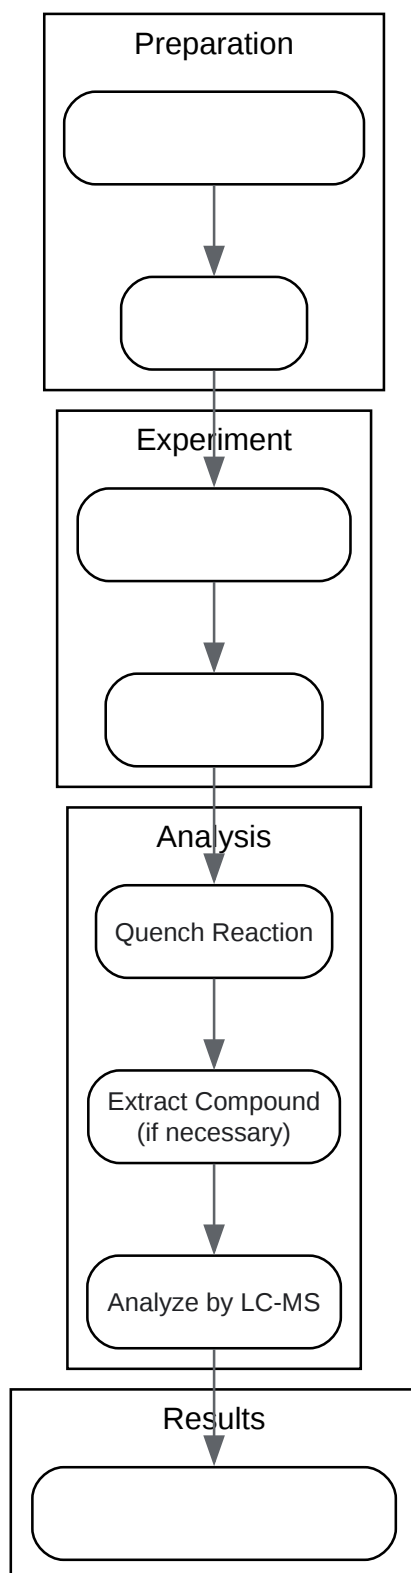 Preparation
Experiment
Analysis
Quench Reaction
Extract Compound
(if necessary)
Analyze by LC-MS
Results